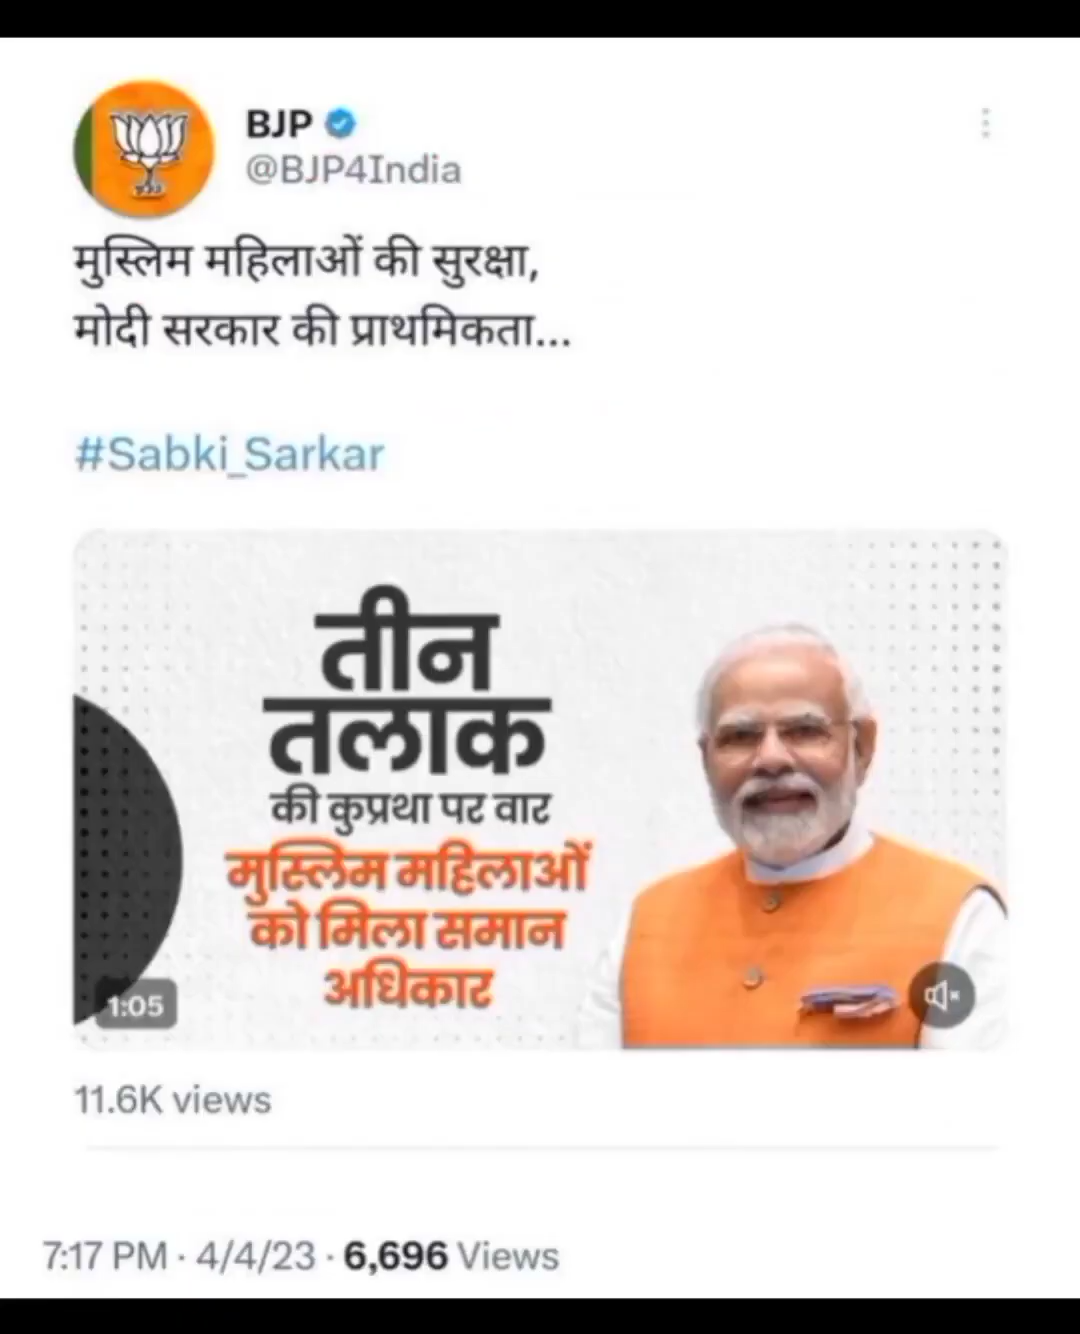 BJP
@BJP4India
मुस्लिम महिलाओं की सुरक्षा,
मोदी सरकार की प्राथमिकता...
#Sabki_Sarkar
तीन
तलाक
की कुप्रथा पर वार
मुस्लिम महिलाओं
को मिला समान
अधिकार
1:05
11.6K views
7:17 PM · 4/4/23 · 6,696 Views